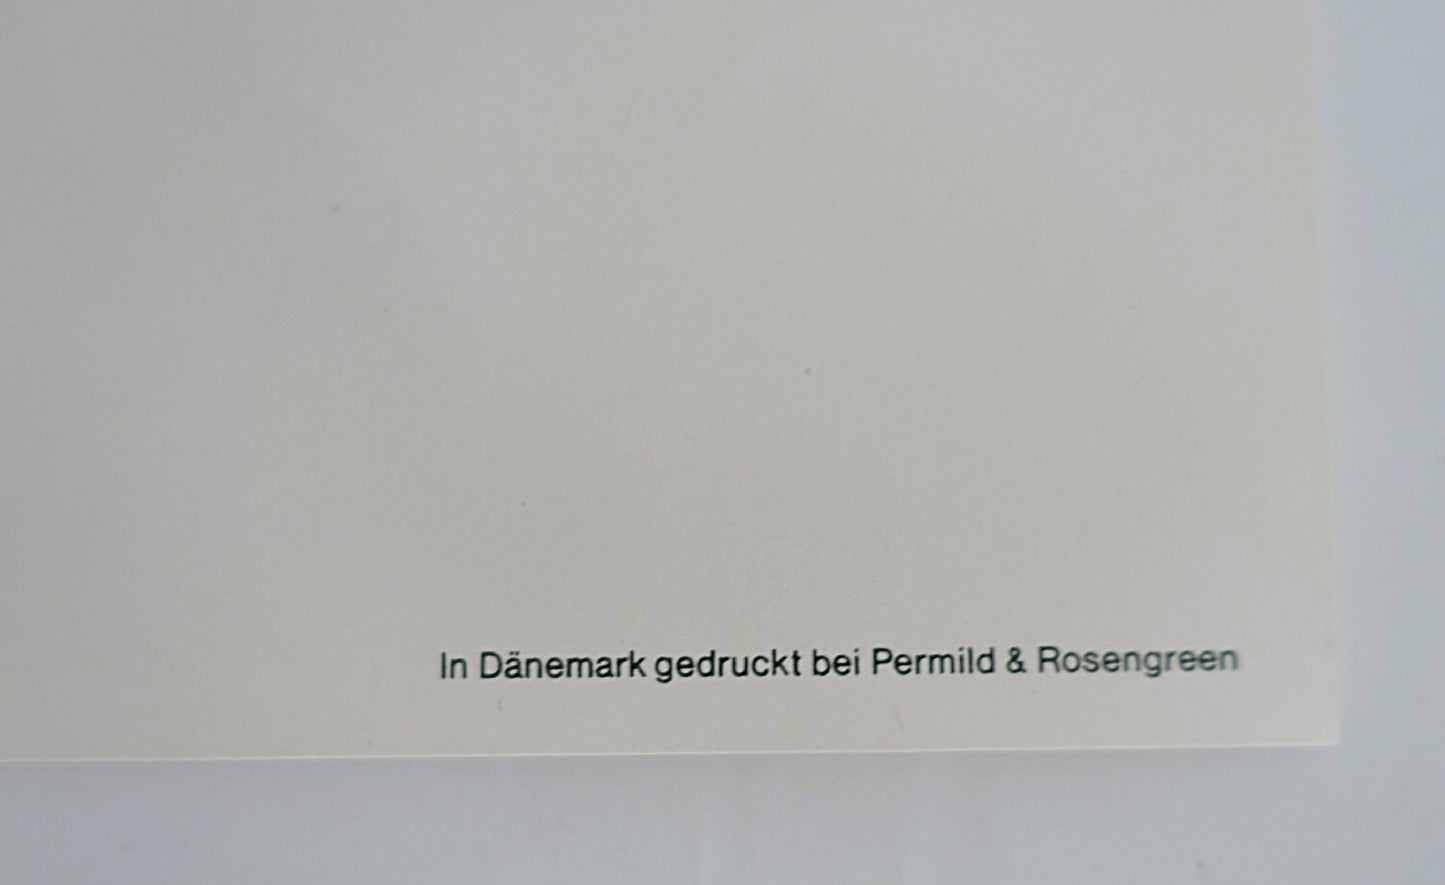 In Dänemark gedruckt bei Permild & Rosengreen